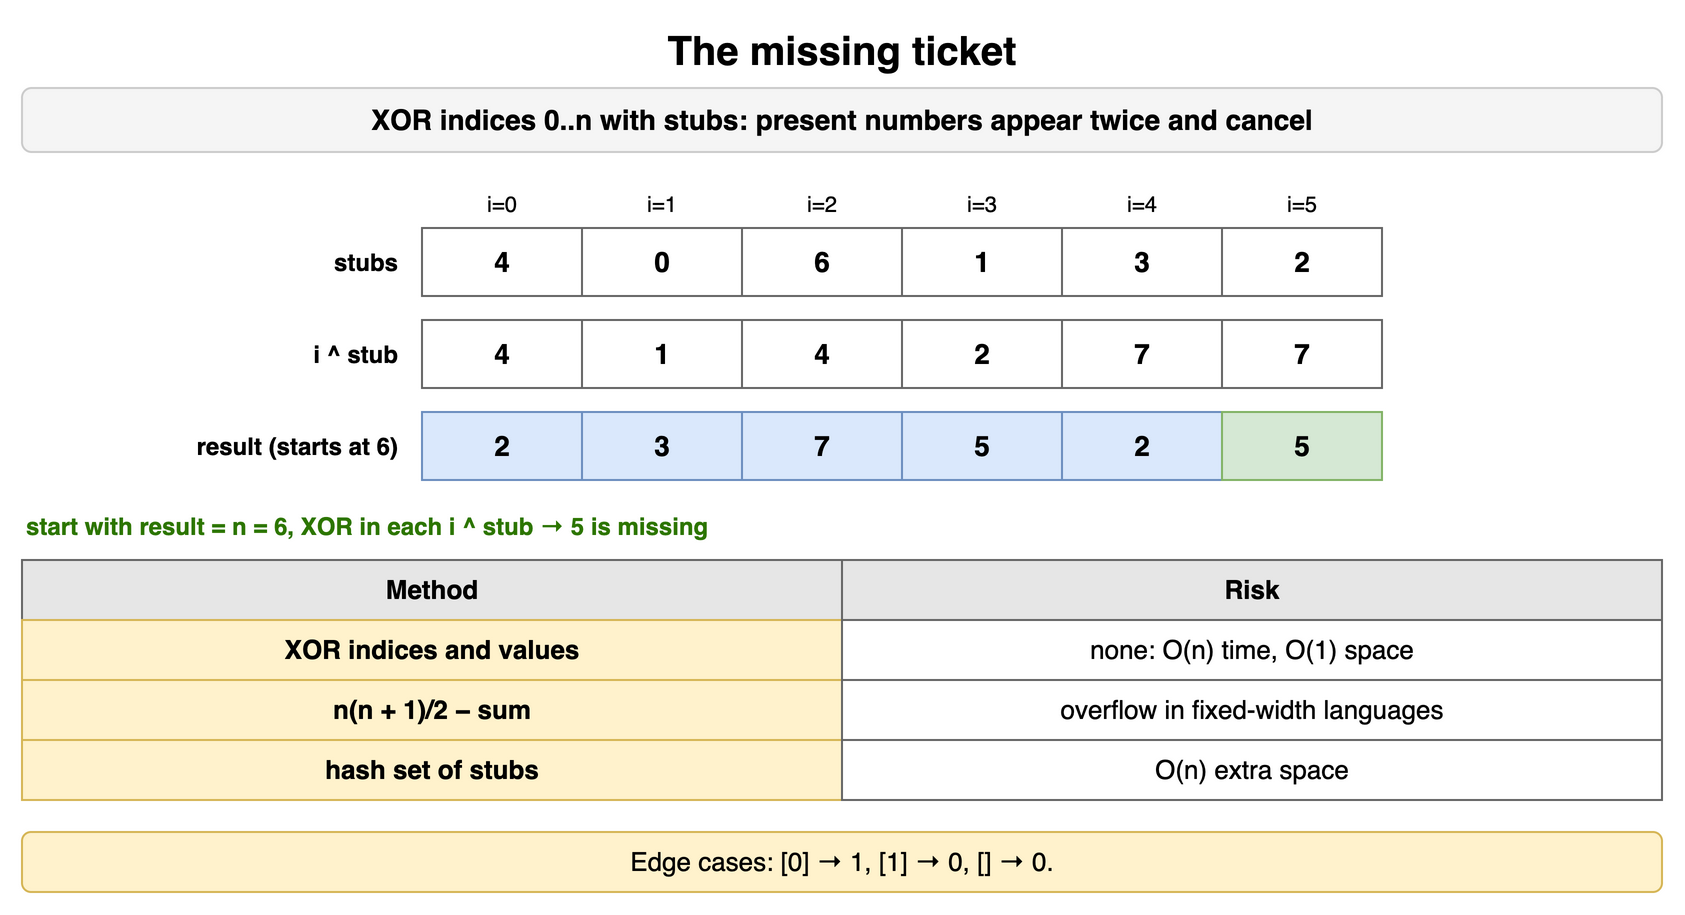 The missing ticket
XOR indices 0..n with stubs: present numbers appear twice and cancel
i=0 i=1 i=2 i=3 i=4 i=5
stubs 4 0 6 1 3 2
i ^ stub 4 1 4 2 7 7
result (starts at 6) 2 3 7 5 2 5
start with result = n = 6, XOR in each i ^ stub → 5 is missing
Method Risk
XOR indices and values none: O(n) time, O(1) space
n(n + 1)/2 − sum overflow in fixed-width languages
hash set of stubs O(n) extra space
Edge cases: [0] → 1, [1] → 0, [] → 0.